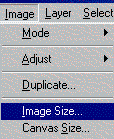 Image Layer Select
Mode
Adjust
Duplicate...
Image Size...
Canvas Size...